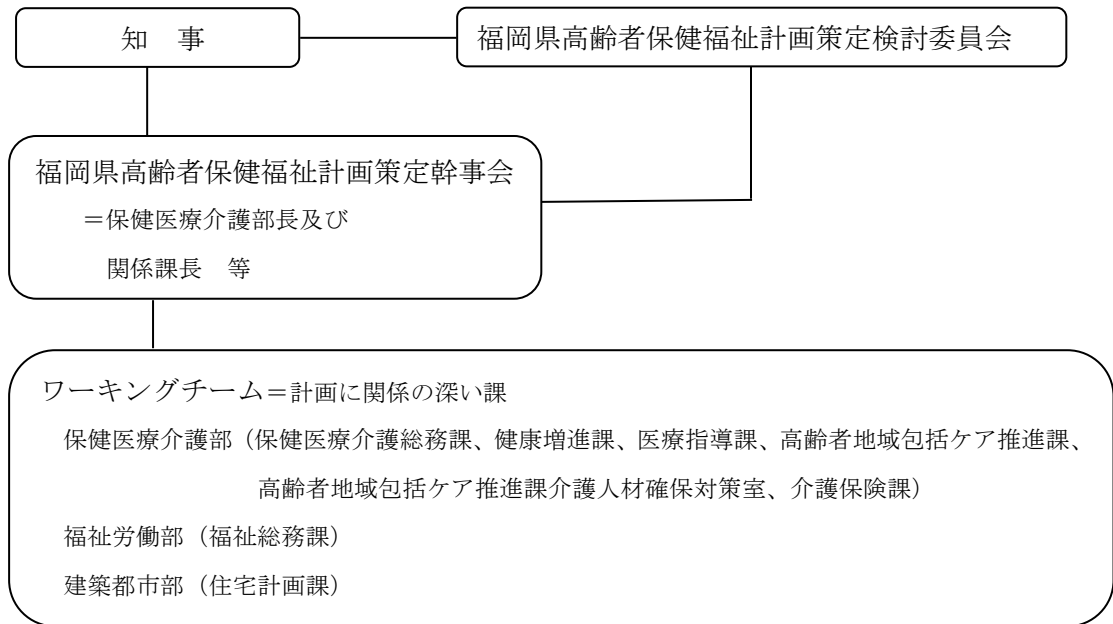 知　事
福岡県高齢者保健福祉計画策定検討委員会
福岡県高齢者保健福祉計画策定幹事会
＝保健医療介護部長及び
関係課長　等
ワーキングチーム＝計画に関係の深い課
保健医療介護部（保健医療介護総務課、健康増進課、医療指導課、高齢者地域包括ケア推進課、
高齢者地域包括ケア推進課介護人材確保対策室、介護保険課）
福祉労働部（福祉総務課）
建築都市部（住宅計画課）